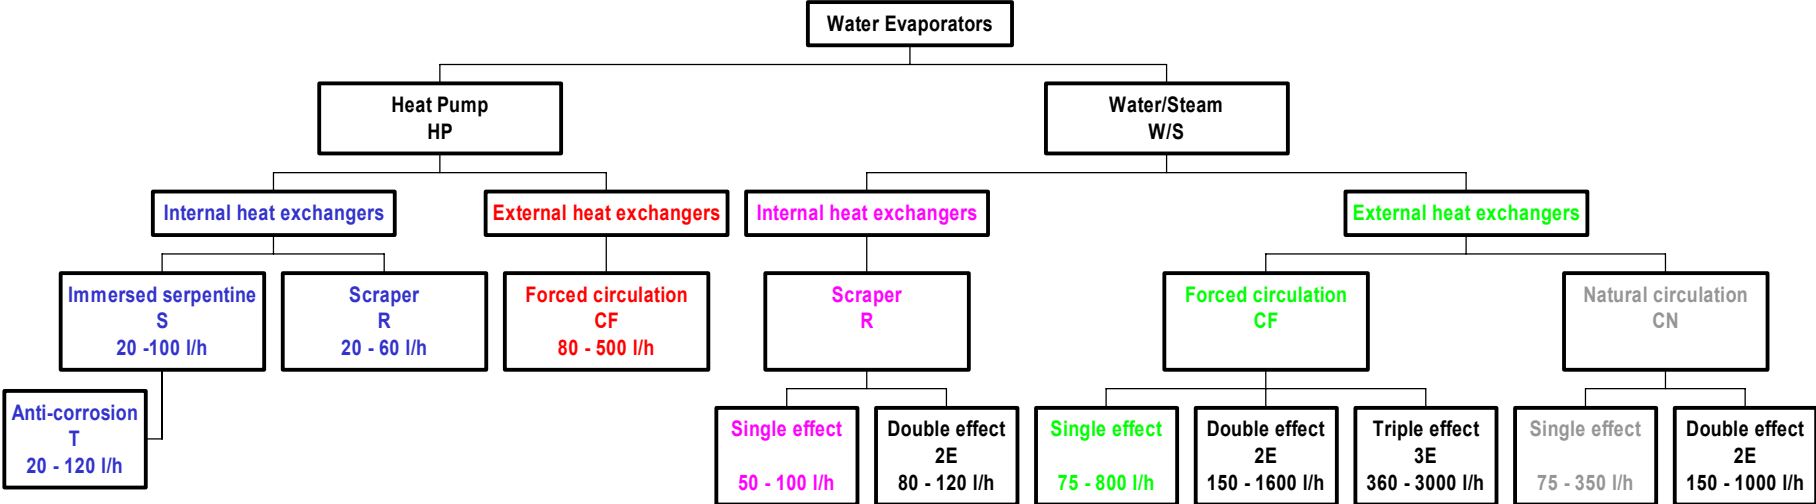 Water Evaporators
Heat Pump
HP
Water/Steam
W/S
Internal heat exchangers
External heat exchangers
Internal heat exchangers
External heat exchangers
Immersed serpentine
S
20 -100 l/h
Scraper
R
20 - 60 l/h
Forced circulation
CF
80 - 500 l/h
Scraper
R
Forced circulation
CF
Natural circulation
CN
Anti-corrosion
T
20 - 120 l/h
Single effect
50 - 100 l/h
Double effect
2E
80 - 120 l/h
Single effect
75 - 800 l/h
Double effect
2E
150 - 1600 l/h
Triple effect
3E
360 - 3000 l/h
Single effect
75 - 350 l/h
Double effect
2E
150 - 1000 l/h